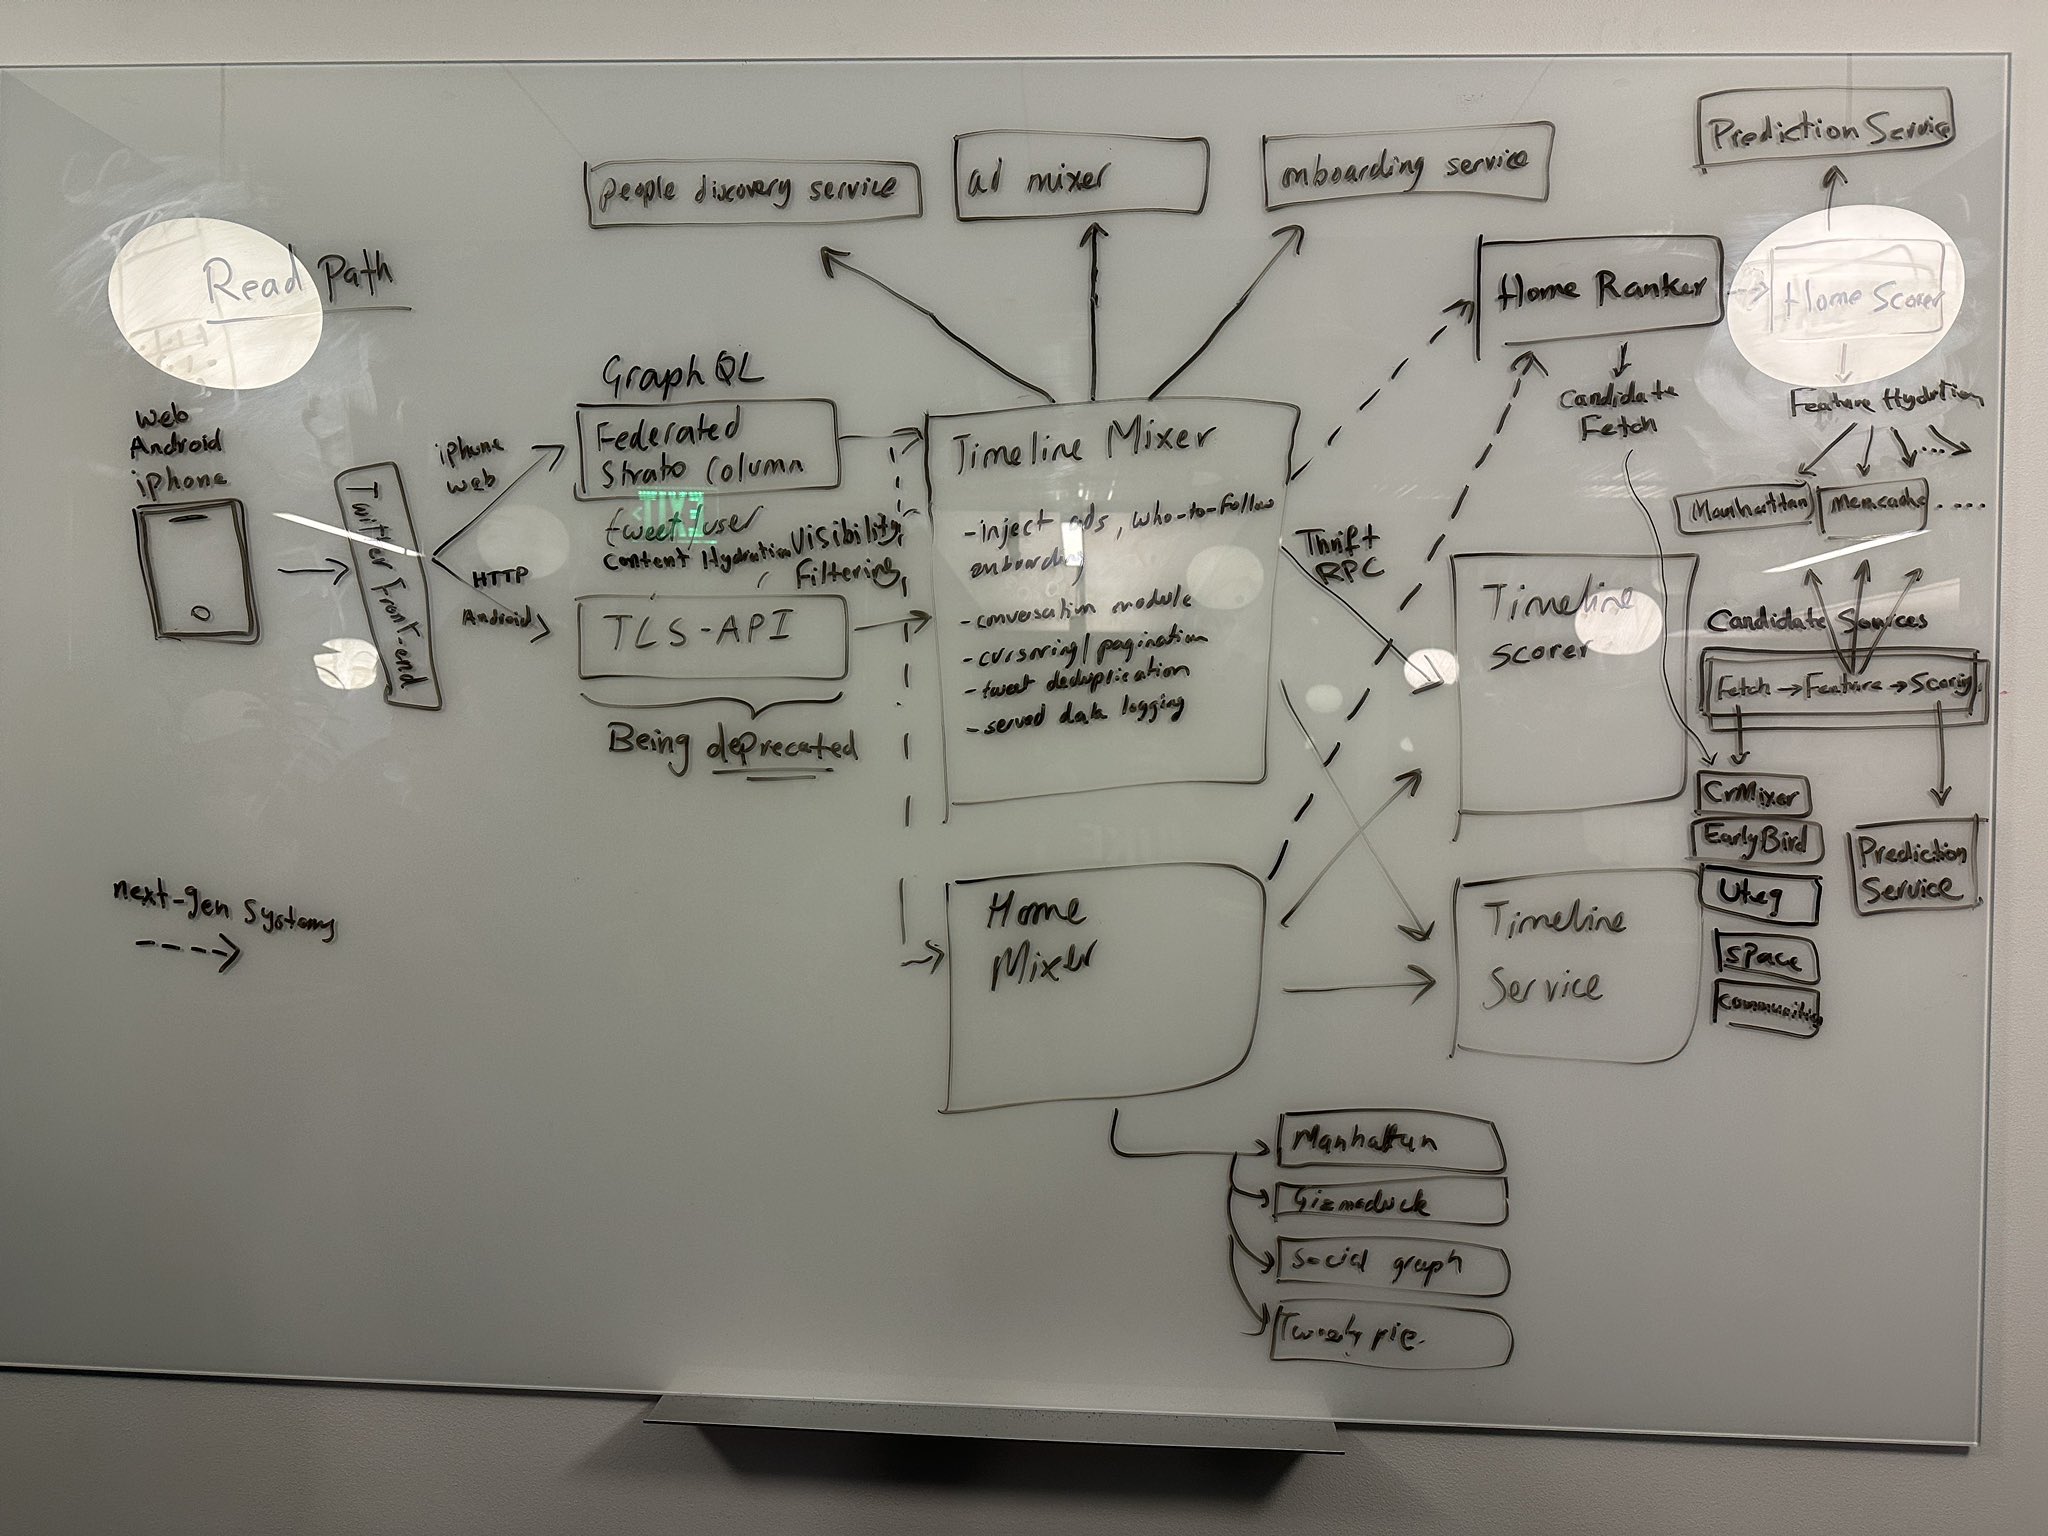 Read Path
people discovery service
ad mixer
onboarding service
Prediction Service
Home Ranker
Home Scorer
Candidate
Fetch
Feature Hydrtion
Manhattan
Memcache
.....
web
Android
iphone
Twitter Front-end
iphone
web
HTTP
Android
GraphQL
Federated
Strato Column
tweet/user
Content Hydration
Visibility
Filtering
TLS-API
Being deprecated
Timeline Mixer
-inject ads, who-to-follow
onboarding
-conversation module
-cursoring/pagination
-tweet deduplication
-served data logging
Thrift
RPC
Timeline
scorer
Candidate Sources
Fetch → Feature → Scoring
CrMixer
EarlyBird
Uteg
Space
Communities
Prediction
Service
Home
Mixer
Timeline
Service
Manhattan
Gizmoduck
Social graph
Tweety pie.
next-gen Systems
EXIT